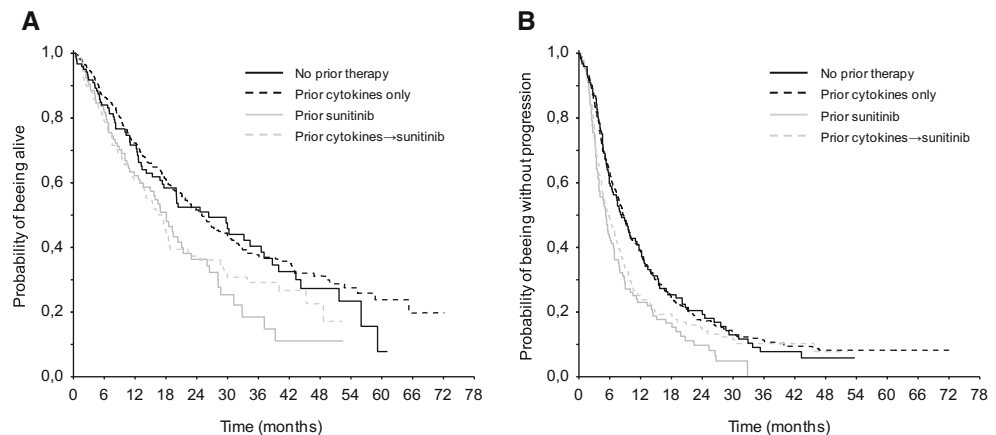 A
Probability of beeing alive
1,0
0,8
0,6
0,4
0,2
0,0
No prior therapy
Prior cytokines only
Prior sunitinib
Prior cytokines→sunitinib
0 6 12 18 24 30 36 42 48 54 60 66 72 78
Time (months)
B
Probability of beeing without progression
1,0
0,8
0,6
0,4
0,2
0,0
No prior therapy
Prior cytokines only
Prior sunitinib
Prior cytokines→sunitinib
0 6 12 18 24 30 36 42 48 54 60 66 72 78
Time (months)